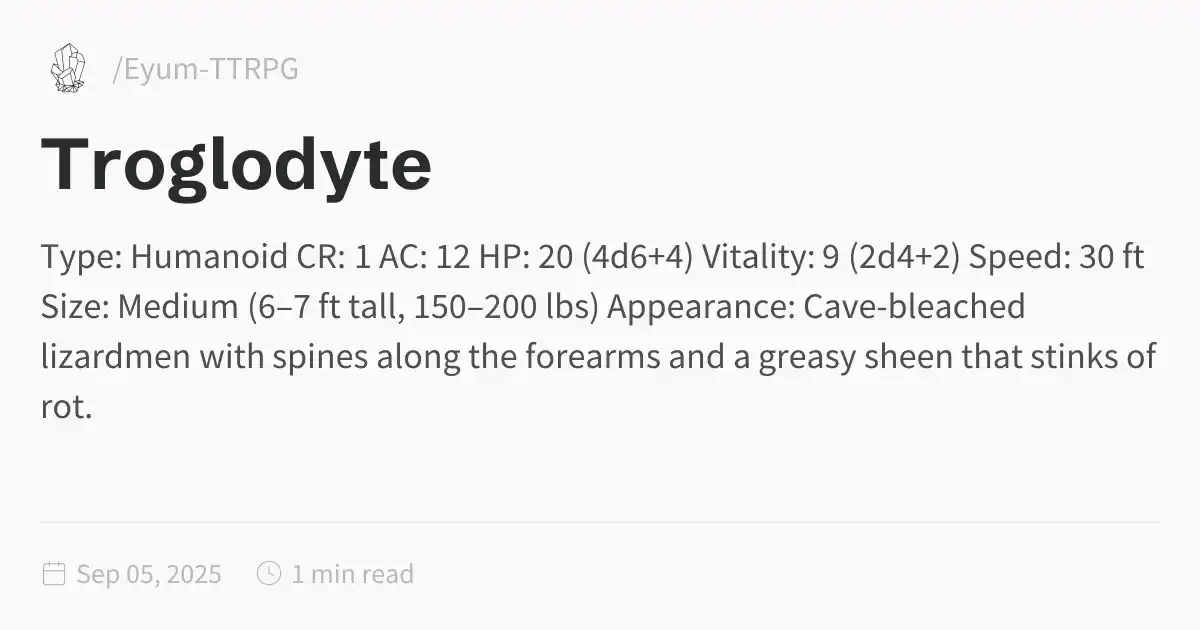 /Eyum-TTRPG
Troglodyte
Type: Humanoid CR: 1 AC: 12 HP: 20 (4d6+4) Vitality: 9 (2d4+2) Speed: 30 ft
Size: Medium (6–7 ft tall, 150–200 lbs) Appearance: Cave-bleached
lizardmen with spines along the forearms and a greasy sheen that stinks of
rot.
Sep 05, 2025 1 min read